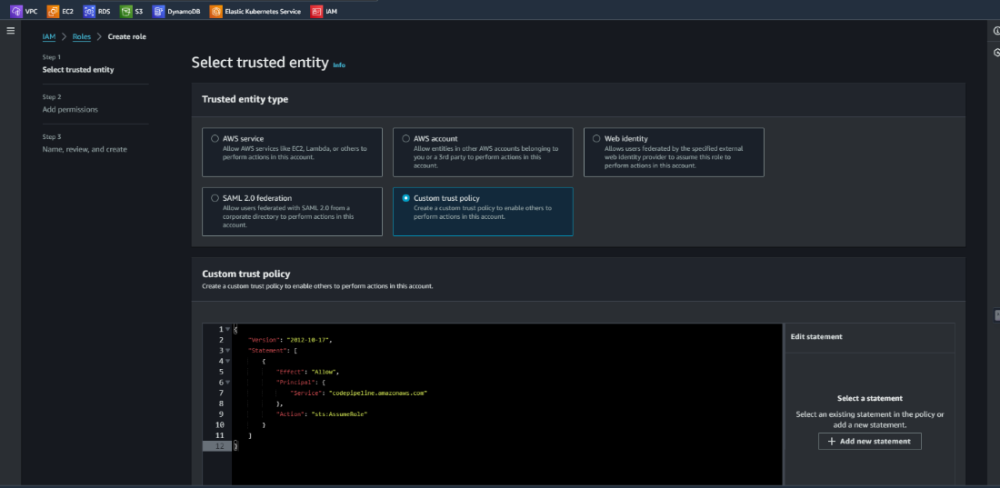 VPC EC2 RDS S3 DynamoDB Elastic Kubernetes Service IAM
IAM > Roles > Create role
Step 1
Select trusted entity
Step 2
Add permissions
Step 3
Name, review, and create
Select trusted entity Info
Trusted entity type
AWS service
Allow AWS services like EC2, Lambda, or others to
perform actions in this account.
AWS account
Allow entities in other AWS accounts belonging to
you or a 3rd party to perform actions in this
account.
Web identity
Allows users federated by the specified external
web identity provider to assume this role to
perform actions in this account.
SAML 2.0 federation
Allow users federated with SAML 2.0 from a
corporate directory to perform actions in this
account.
Custom trust policy
Create a custom trust policy to enable others to
perform actions in this account.
Custom trust policy
Create a custom trust policy to enable others to perform actions in this account.
1 {
2 "Version": "2012-10-17",
3 "Statement": [
4 {
5 "Effect": "Allow",
6 "Principal": {
7 "Service": "codepipeline.amazonaws.com"
8 },
9 "Action": "sts:AssumeRole"
10 }
11 ]
12 }
Edit statement
Select a statement
Select an existing statement in the policy or
add a new statement.
+ Add new statement